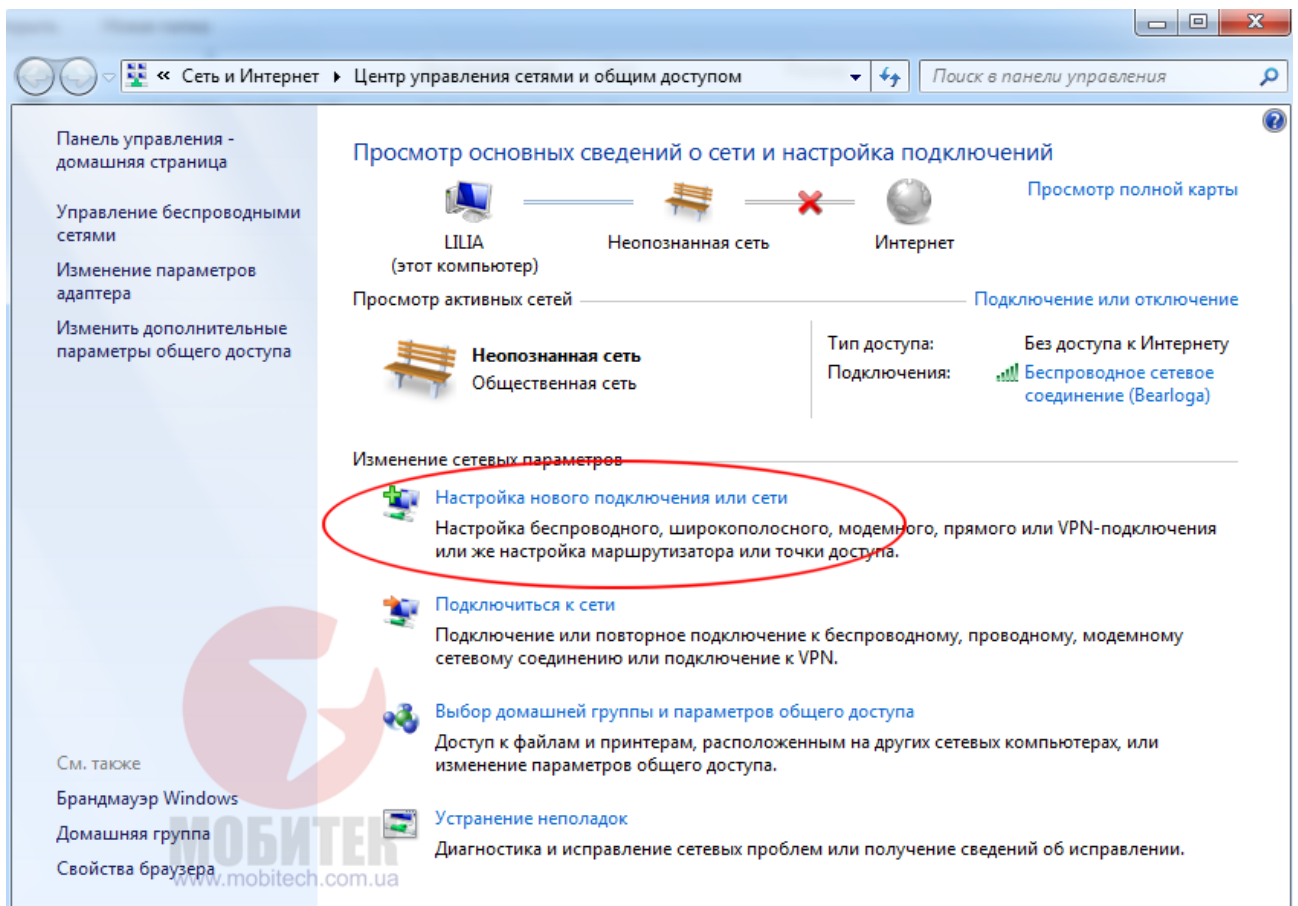 « Сеть и Интернет ▸ Центр управления сетями и общим доступом
Поиск в панели управления
Панель управления -
домашняя страница
Управление беспроводными
сетями
Изменение параметров
адаптера
Изменить дополнительные
параметры общего доступа
См. также
Брандмауэр Windows
Домашняя группа
Свойства браузера
Просмотр основных сведений о сети и настройка подключений
Просмотр полной карты
LILIA
(этот компьютер)
Неопознанная сеть
Интернет
Просмотр активных сетей
Подключение или отключение
Неопознанная сеть
Общественная сеть
Тип доступа: Без доступа к Интернету
Подключения: Беспроводное сетевое
соединение (Bearloga)
Изменение сетевых параметров
Настройка нового подключения или сети
Настройка беспроводного, широкополосного, модемного, прямого или VPN-подключения
или же настройка маршрутизатора или точки доступа.
Подключиться к сети
Подключение или повторное подключение к беспроводному, проводному, модемному
сетевому соединению или подключение к VPN.
Выбор домашней группы и параметров общего доступа
Доступ к файлам и принтерам, расположенным на других сетевых компьютерах, или
изменение параметров общего доступа.
Устранение неполадок
Диагностика и исправление сетевых проблем или получение сведений об исправлении.
МОБИТЕК
www.mobitech.com.ua